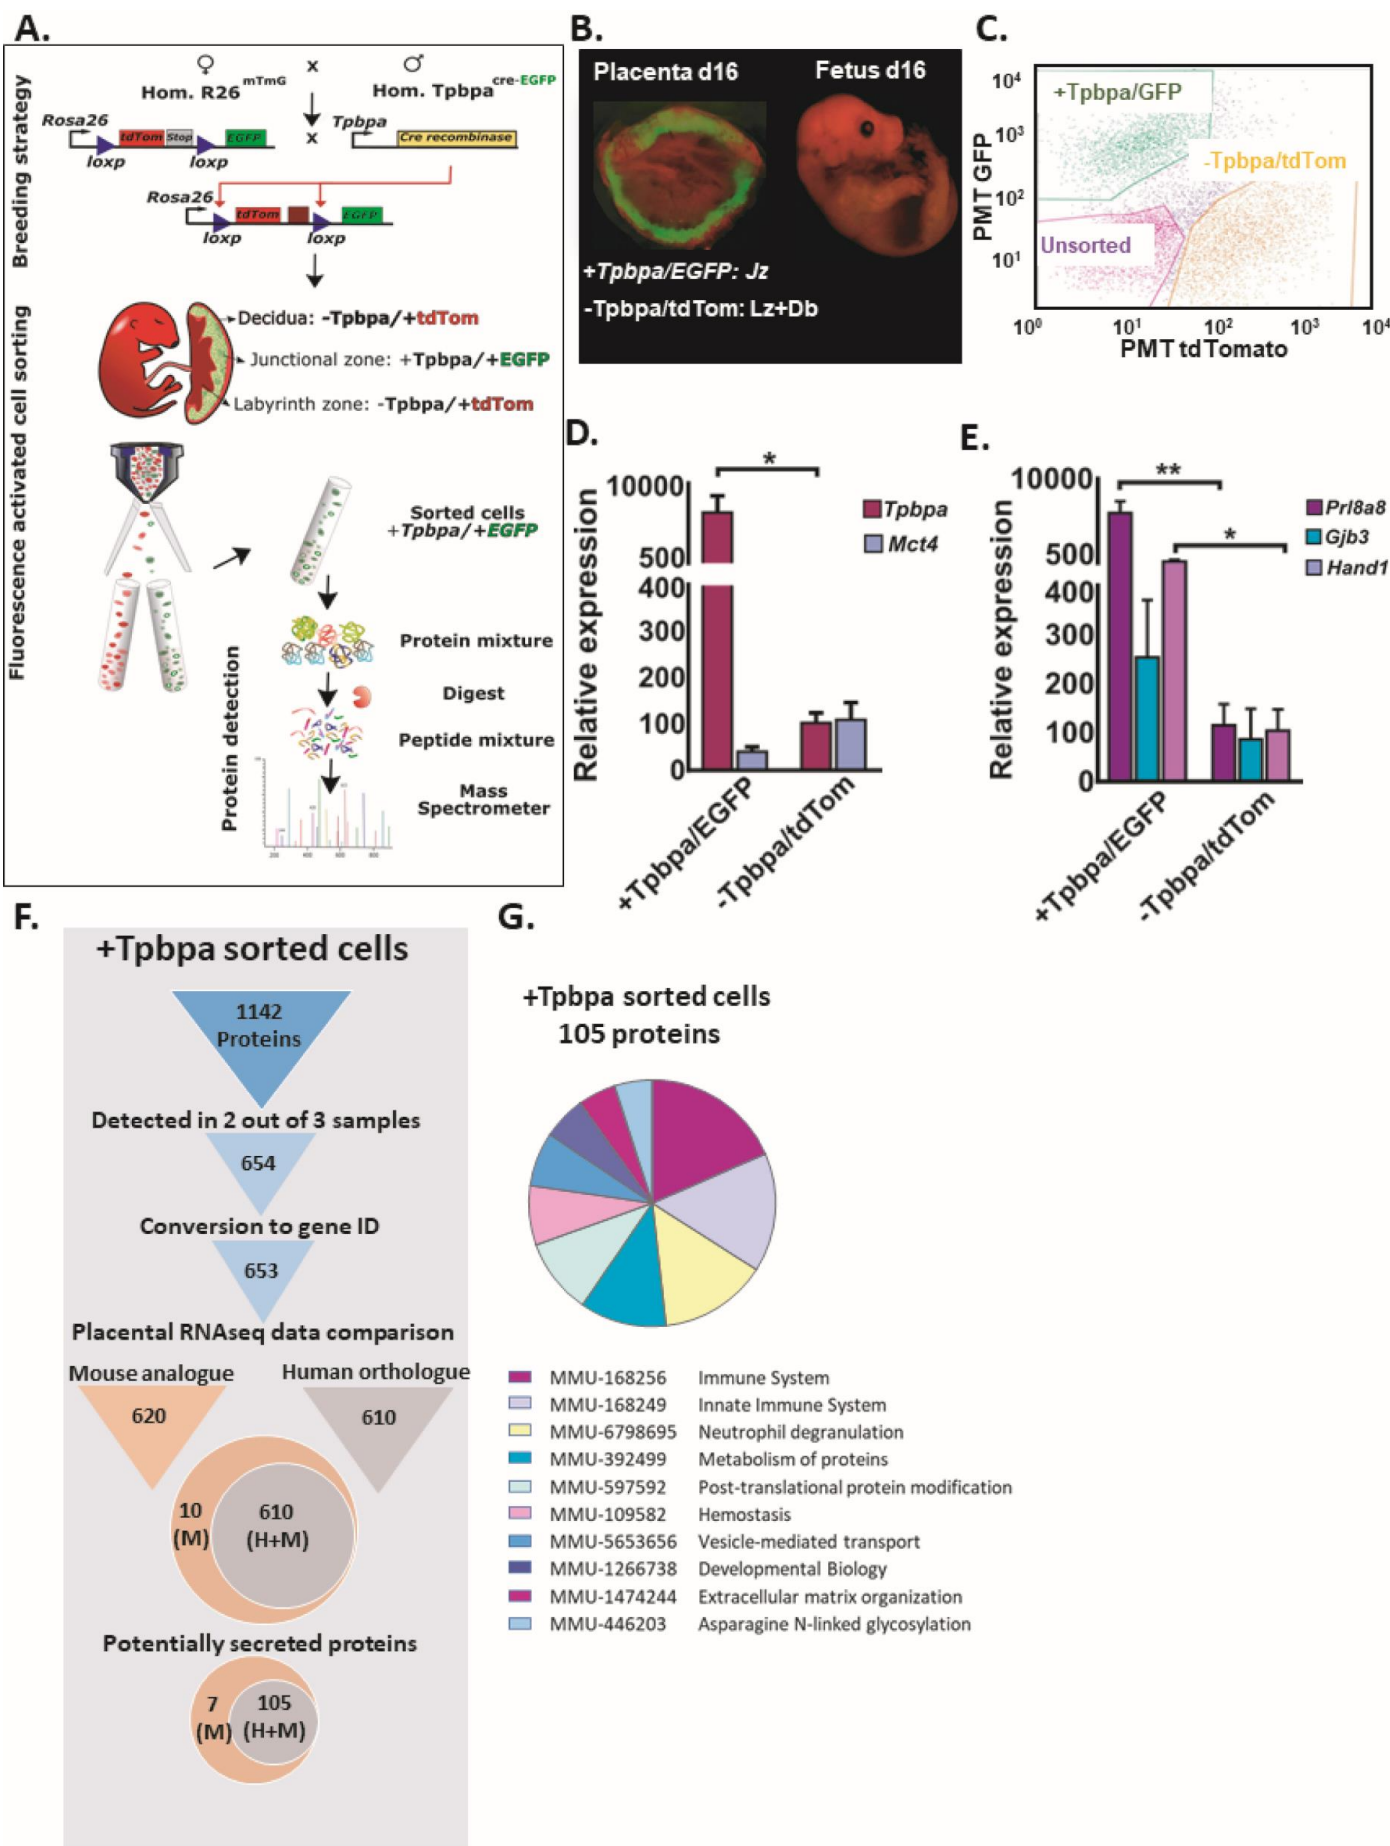 A.
Breeding strategy
♀ x ♂
Hom. R26 mTmG
Hom. Tpbpa cre-EGFP
Rosa26
tdTom Stop EGFP
loxp loxp
x
Tpbpa
Cre recombinase
Rosa26
tdTom EGFP
loxp loxp
Fluorescence activated cell sorting
Decidua: -Tpbpa/+tdTom
Junctional zone: +Tpbpa/+EGFP
Labyrinth zone: -Tpbpa/+tdTom
Sorted cells
+Tpbpa/+EGFP
Protein detection
Protein mixture
Digest
Peptide mixture
Mass
Spectrometer
200 400 600 800
B.
Placenta d16
Fetus d16
+Tpbpa/EGFP: Jz
-Tpbpa/tdTom: Lz+Db
C.
PMT GFP
10^4
10^3
10^2
10^1
+Tpbpa/GFP
-Tpbpa/tdTom
Unsorted
10^0 10^1 10^2 10^3 10^4
PMT tdTomato
D.
Relative expression
10000
500
400
300
200
100
0
*
Tpbpa
Mct4
+Tpbpa/EGFP
-Tpbpa/tdTom
E.
Relative expression
10000
500
400
300
200
100
0
**
*
Prl8a8
Gjb3
Hand1
+Tpbpa/EGFP
-Tpbpa/tdTom
F.
+Tpbpa sorted cells
1142
Proteins
Detected in 2 out of 3 samples
654
Conversion to gene ID
653
Placental RNAseq data comparison
Mouse analogue
Human orthologue
620
610
10
(M)
610
(H+M)
Potentially secreted proteins
7
(M)
105
(H+M)
G.
+Tpbpa sorted cells
105 proteins
MMU-168256 Immune System
MMU-168249 Innate Immune System
MMU-6798695 Neutrophil degranulation
MMU-392499 Metabolism of proteins
MMU-597592 Post-translational protein modification
MMU-109582 Hemostasis
MMU-5653656 Vesicle-mediated transport
MMU-1266738 Developmental Biology
MMU-1474244 Extracellular matrix organization
MMU-446203 Asparagine N-linked glycosylation